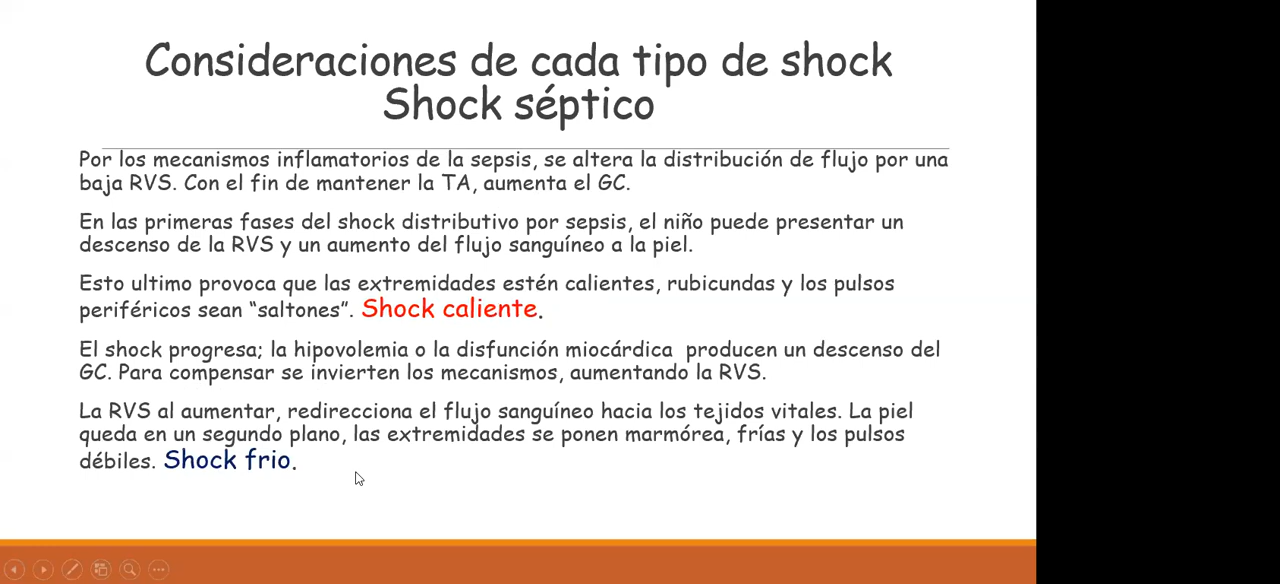 Consideraciones de cada tipo de shock
Shock séptico
Por los mecanismos inflamatorios de la sepsis, se altera la distribución de flujo por una
baja RVS. Con el fin de mantener la TA, aumenta el GC.
En las primeras fases del shock distributivo por sepsis, el niño puede presentar un
descenso de la RVS y un aumento del flujo sanguíneo a la piel.
Esto ultimo provoca que las extremidades estén calientes, rubicundas y los pulsos
periféricos sean “saltones”. Shock caliente.
El shock progresa; la hipovolemia o la disfunción miocárdica producen un descenso del
GC. Para compensar se invierten los mecanismos, aumentando la RVS.
La RVS al aumentar, redirecciona el flujo sanguíneo hacia los tejidos vitales. La piel
queda en un segundo plano, las extremidades se ponen marmórea, frías y los pulsos
débiles. Shock frio.